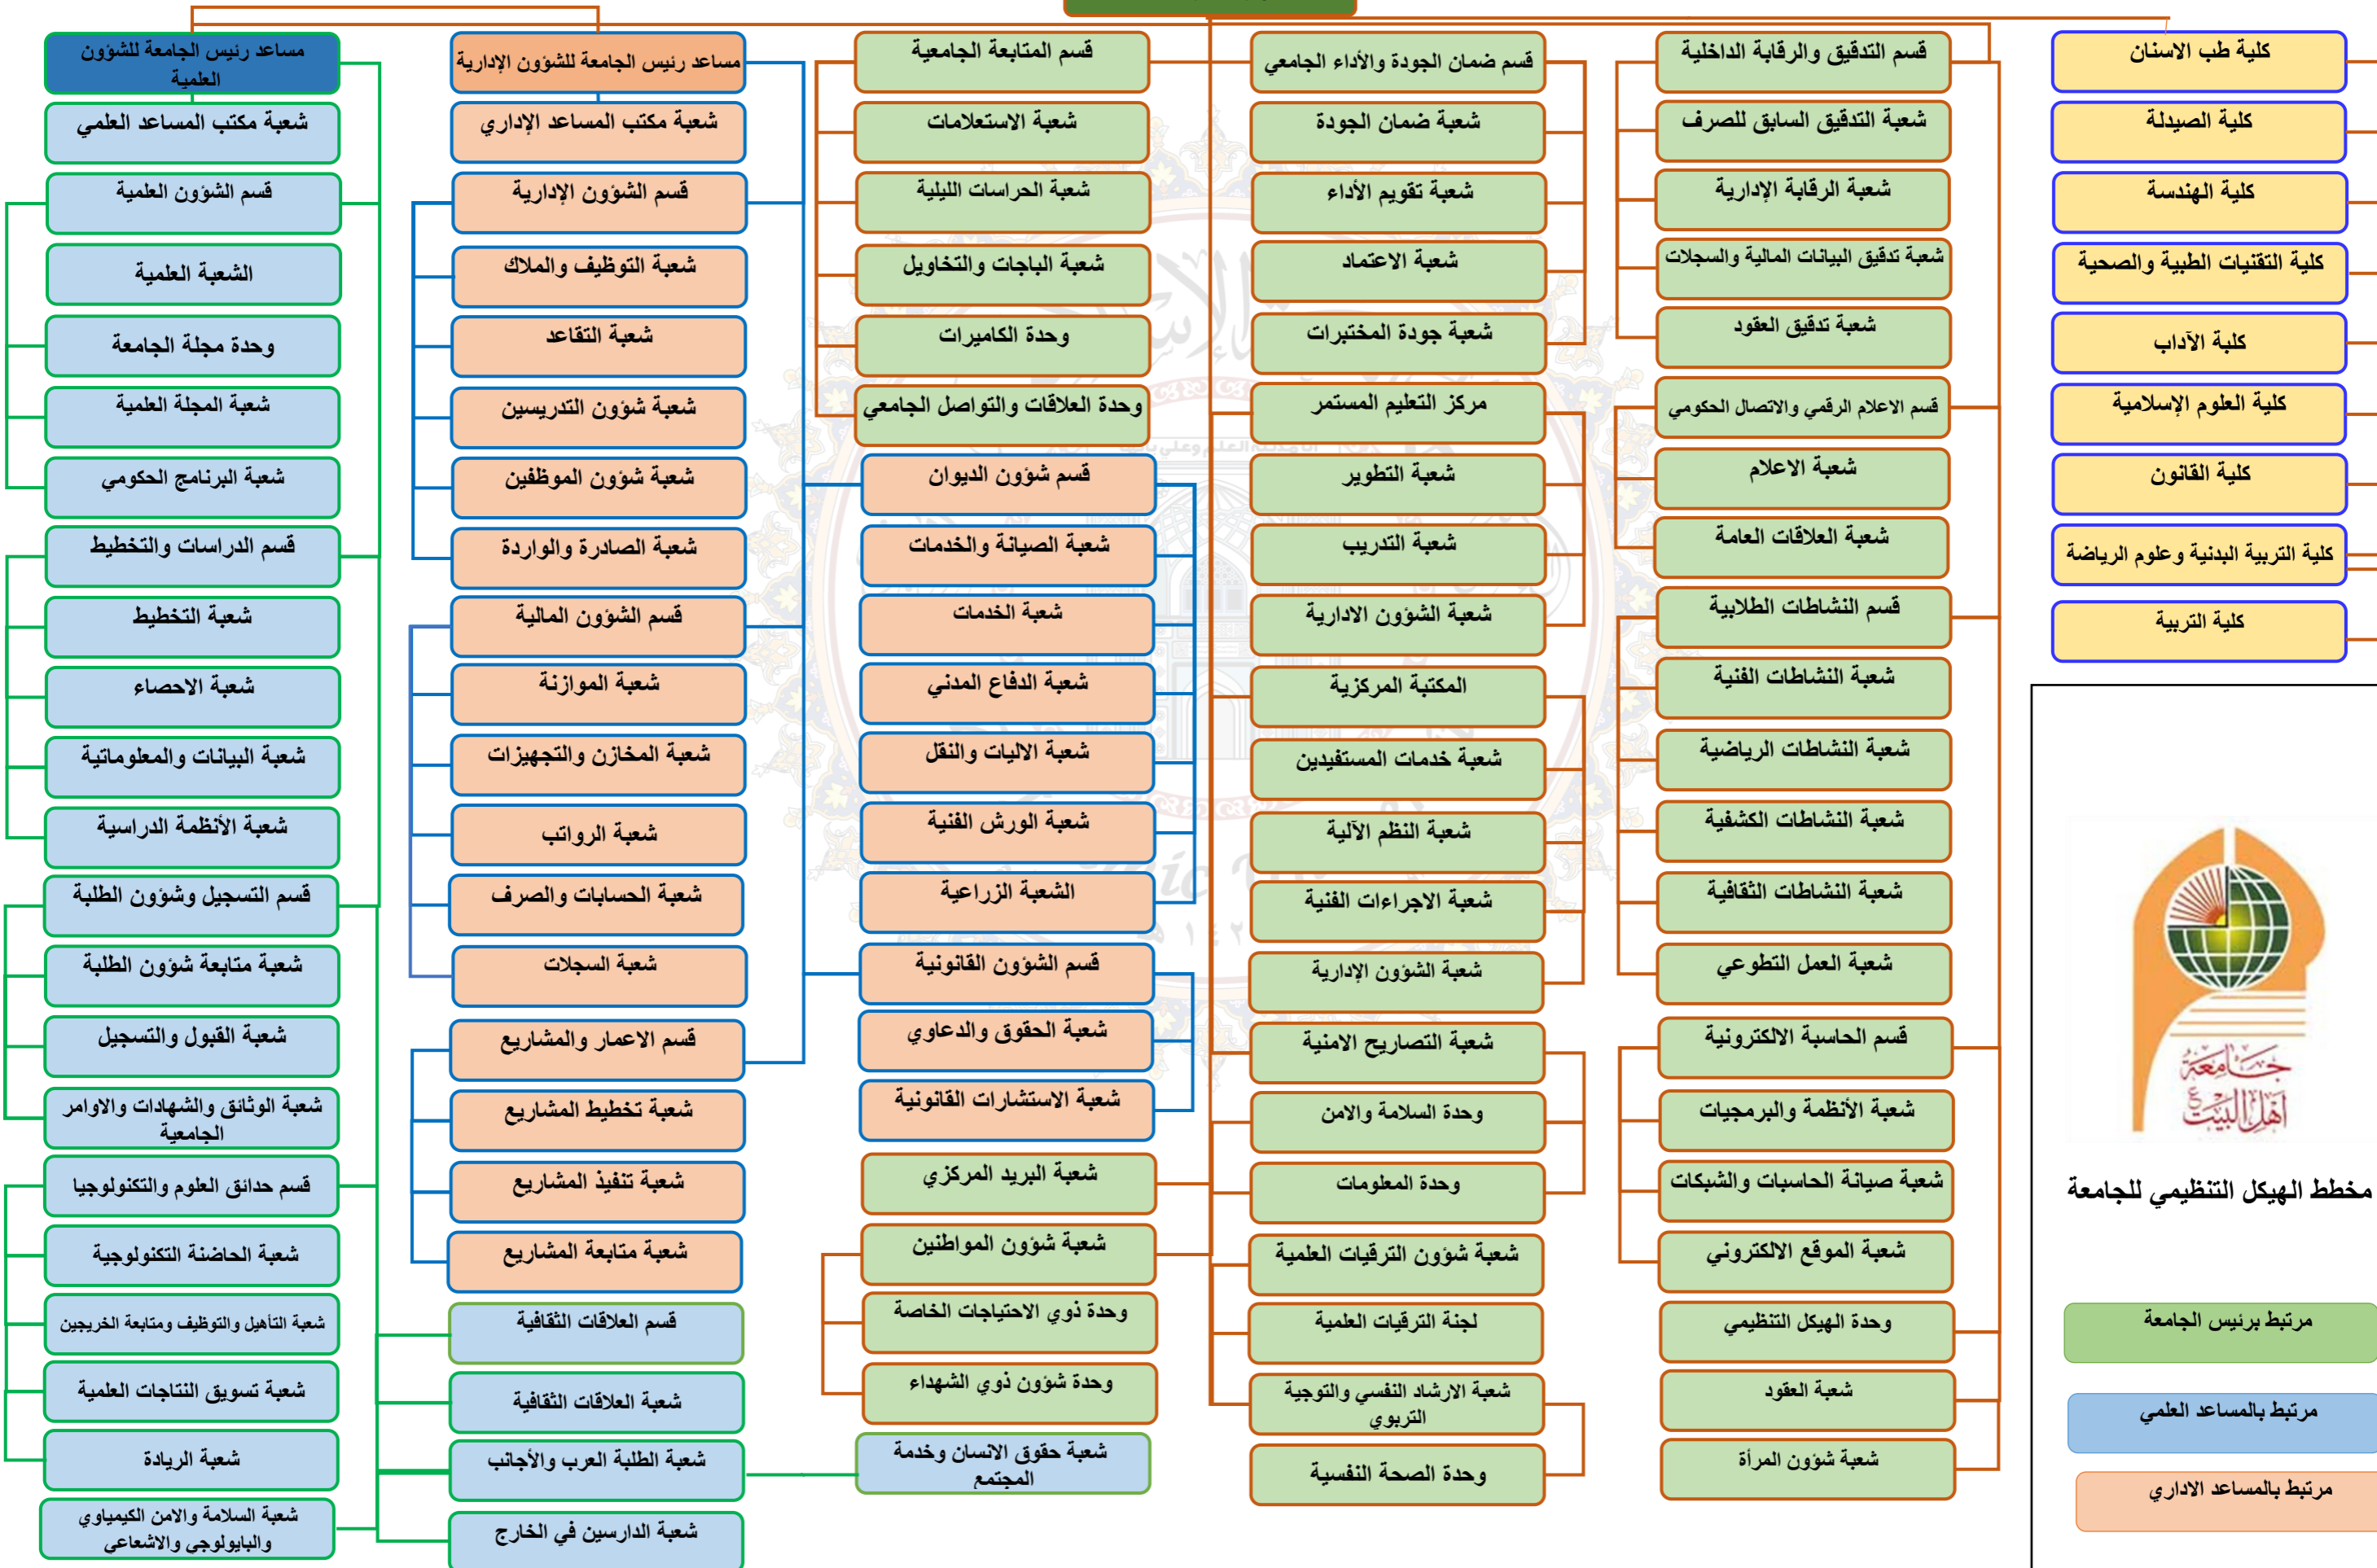 مساعد رئيس الجامعة للشؤون
العلمية
شعبة مكتب المساعد العلمي
قسم الشؤون العلمية
الشعبة العلمية
وحدة مجلة الجامعة
شعبة المجلة العلمية
شعبة البرنامج الحكومي
قسم الدراسات والتخطيط
شعبة التخطيط
شعبة الاحصاء
شعبة البيانات والمعلوماتية
شعبة الأنظمة الدراسية
قسم التسجيل وشؤون الطلبة
شعبة متابعة شؤون الطلبة
شعبة القبول والتسجيل
شعبة الوثائق والشهادات والاوامر
الجامعية
قسم حدائق العلوم والتكنولوجيا
شعبة الحاضنة التكنولوجية
شعبة التأهيل والتوظيف ومتابعة الخريجين
شعبة تسويق النتاجات العلمية
شعبة الريادة
شعبة السلامة والامن الكيمياوي
والبايولوجي والاشعاعي
مساعد رئيس الجامعة للشؤون الإدارية
شعبة مكتب المساعد الإداري
قسم الشؤون الإدارية
شعبة التوظيف والملاك
شعبة التقاعد
شعبة شؤون التدريسين
شعبة شؤون الموظفين
شعبة الصادرة والواردة
قسم الشؤون المالية
شعبة الموازنة
شعبة المخازن والتجهيزات
شعبة الرواتب
شعبة الحسابات والصرف
شعبة السجلات
قسم الاعمار والمشاريع
شعبة تخطيط المشاريع
شعبة تنفيذ المشاريع
شعبة متابعة المشاريع
قسم العلاقات الثقافية
شعبة العلاقات الثقافية
شعبة الطلبة العرب والأجانب
شعبة الدارسين في الخارج
قسم المتابعة الجامعية
شعبة الاستعلامات
شعبة الحراسات الليلية
شعبة الباجات والتخاويل
وحدة الكاميرات
وحدة العلاقات والتواصل الجامعي
قسم شؤون الديوان
شعبة الصيانة والخدمات
شعبة الخدمات
شعبة الدفاع المدني
شعبة الاليات والنقل
شعبة الورش الفنية
الشعبة الزراعية
قسم الشؤون القانونية
شعبة الحقوق والدعاوي
شعبة الاستشارات القانونية
شعبة البريد المركزي
شعبة شؤون المواطنين
وحدة ذوي الاحتياجات الخاصة
وحدة شؤون ذوي الشهداء
شعبة حقوق الانسان وخدمة
المجتمع
قسم ضمان الجودة والأداء الجامعي
شعبة ضمان الجودة
شعبة تقويم الأداء
شعبة الاعتماد
شعبة جودة المختبرات
مركز التعليم المستمر
شعبة التطوير
شعبة التدريب
شعبة الشؤون الادارية
المكتبة المركزية
شعبة خدمات المستفيدين
شعبة النظم الآلية
شعبة الاجراءات الفنية
شعبة الشؤون الإدارية
شعبة التصاريح الامنية
وحدة السلامة والامن
وحدة المعلومات
شعبة شؤون الترقيات العلمية
لجنة الترقيات العلمية
شعبة الارشاد النفسي والتوجية
التربوي
وحدة الصحة النفسية
قسم التدقيق والرقابة الداخلية
شعبة التدقيق السابق للصرف
شعبة الرقابة الإدارية
شعبة تدقيق البيانات المالية والسجلات
شعبة تدقيق العقود
قسم الاعلام الرقمي والاتصال الحكومي
شعبة الاعلام
شعبة العلاقات العامة
قسم النشاطات الطلابية
شعبة النشاطات الفنية
شعبة النشاطات الرياضية
شعبة النشاطات الكشفية
شعبة النشاطات الثقافية
شعبة العمل التطوعي
قسم الحاسبة الالكترونية
شعبة الأنظمة والبرمجيات
شعبة صيانة الحاسبات والشبكات
شعبة الموقع الالكتروني
وحدة الهيكل التنظيمي
شعبة العقود
شعبة شؤون المرأة
كلية طب الاسنان
كلية الصيدلة
كلية الهندسة
كلية التقنيات الطبية والصحية
كلية الآداب
كلية العلوم الإسلامية
كلية القانون
كلية التربية البدنية وعلوم الرياضة
كلية التربية
جامعة
أهل البيت ع
مخطط الهيكل التنظيمي للجامعة
مرتبط برئيس الجامعة
مرتبط بالمساعد العلمي
مرتبط بالمساعد الاداري